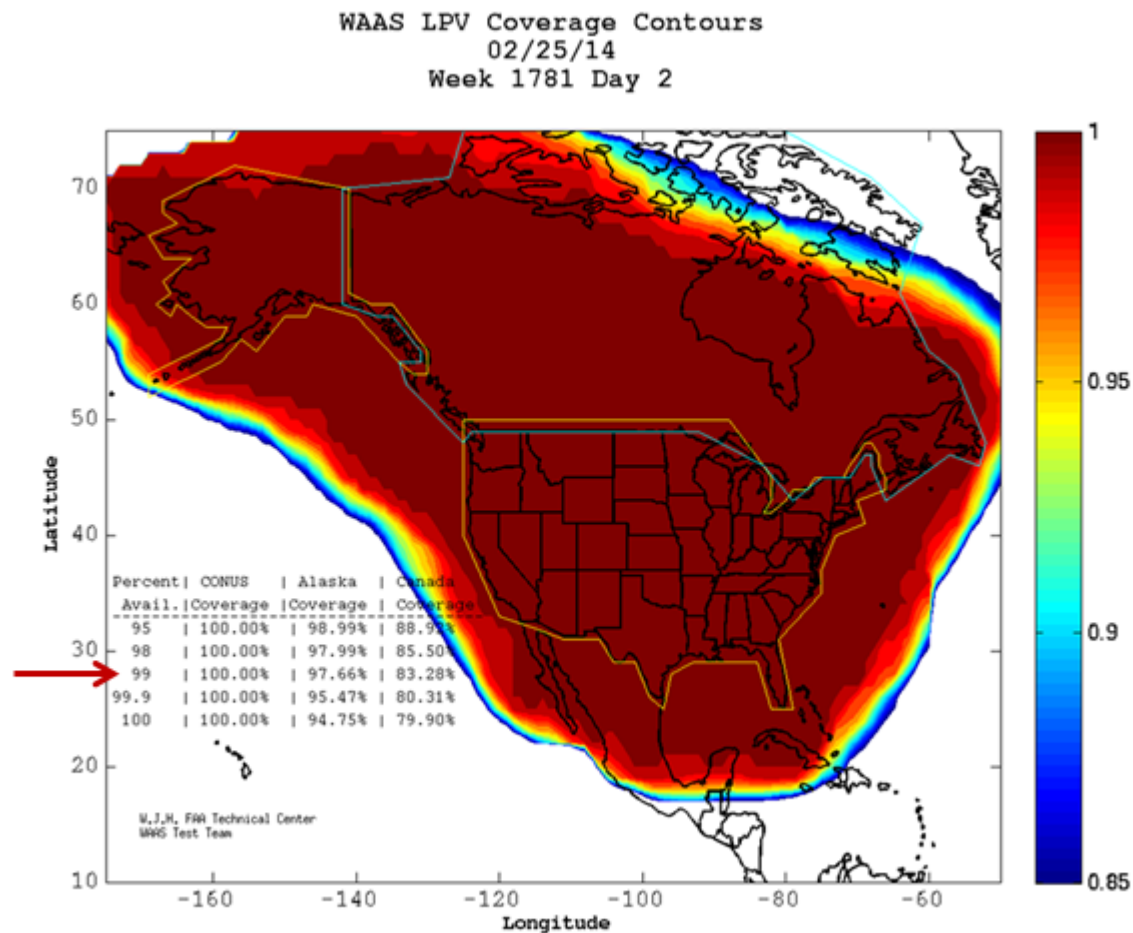 WAAS LPV Coverage Contours
02/25/14
Week 1781 Day 2
70
60
50
40
30
20
10
Latitude
Percent| CONUS | Alaska | Canada
Avail.|Coverage |Coverage | Coverage
95 | 100.00% | 98.99% | 88.92%
98 | 100.00% | 97.99% | 85.50%
99 | 100.00% | 97.66% | 83.28%
99.9 | 100.00% | 95.47% | 80.31%
100 | 100.00% | 94.75% | 79.90%
W.J.H. FAA Technical Center
WAAS Test Team
-160 -140 -120 -100 -80 -60
Longitude
1
0.95
0.9
0.85